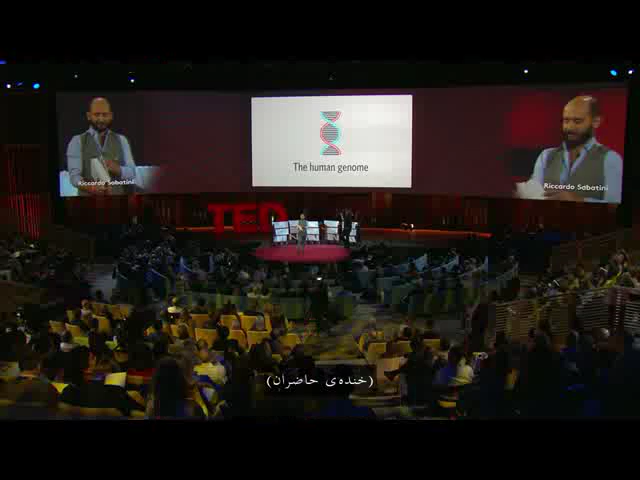 Riccardo Sabatini
The human genome
Riccardo Sabatini
TED
(خنده‌ی حاضران)